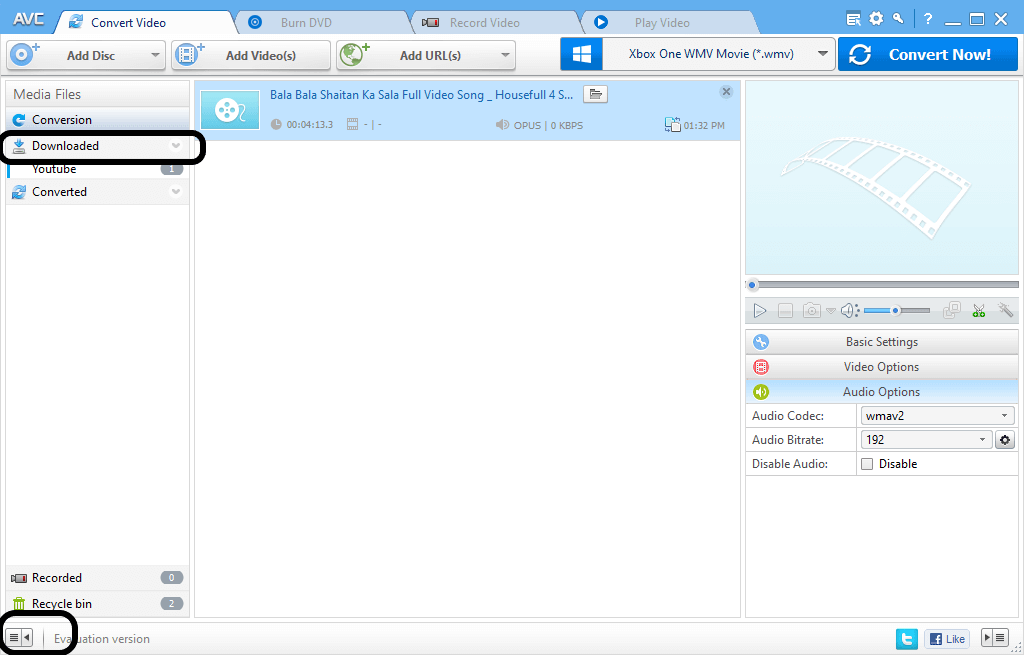 AVC Convert Video Burn DVD Record Video Play Video ?
Add Disc Add Video(s) Add URL(s) Xbox One WMV Movie (*.wmv) Convert Now!
Media Files
Conversion
Downloaded
Youtube 1
Converted
Recorded 0
Recycle bin 2
Bala Bala Shaitan Ka Sala Full Video Song _ Housefull 4 S...
00:04:13.3 - | - OPUS | 0 KBPS 01:32 PM
Basic Settings
Video Options
Audio Options
Audio Codec: wmav2
Audio Bitrate: 192
Disable Audio: Disable
Evaluation version Like